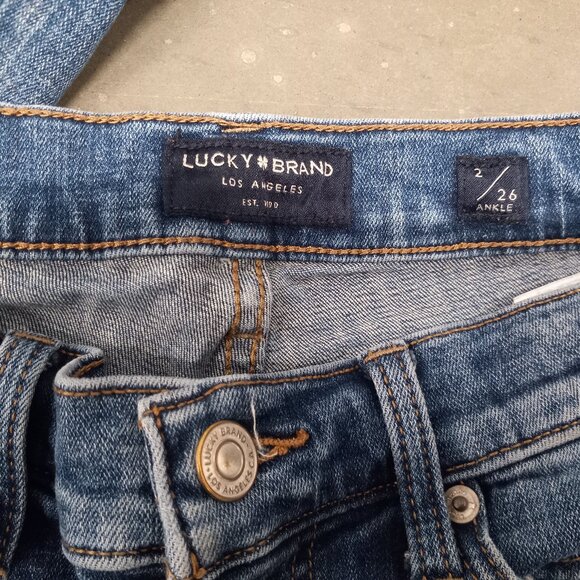 LUCKY BRAND
LOS ANGELES
EST. 1990
2/26
ANKLE
LUCKY BRAND
LOS ANGELES C